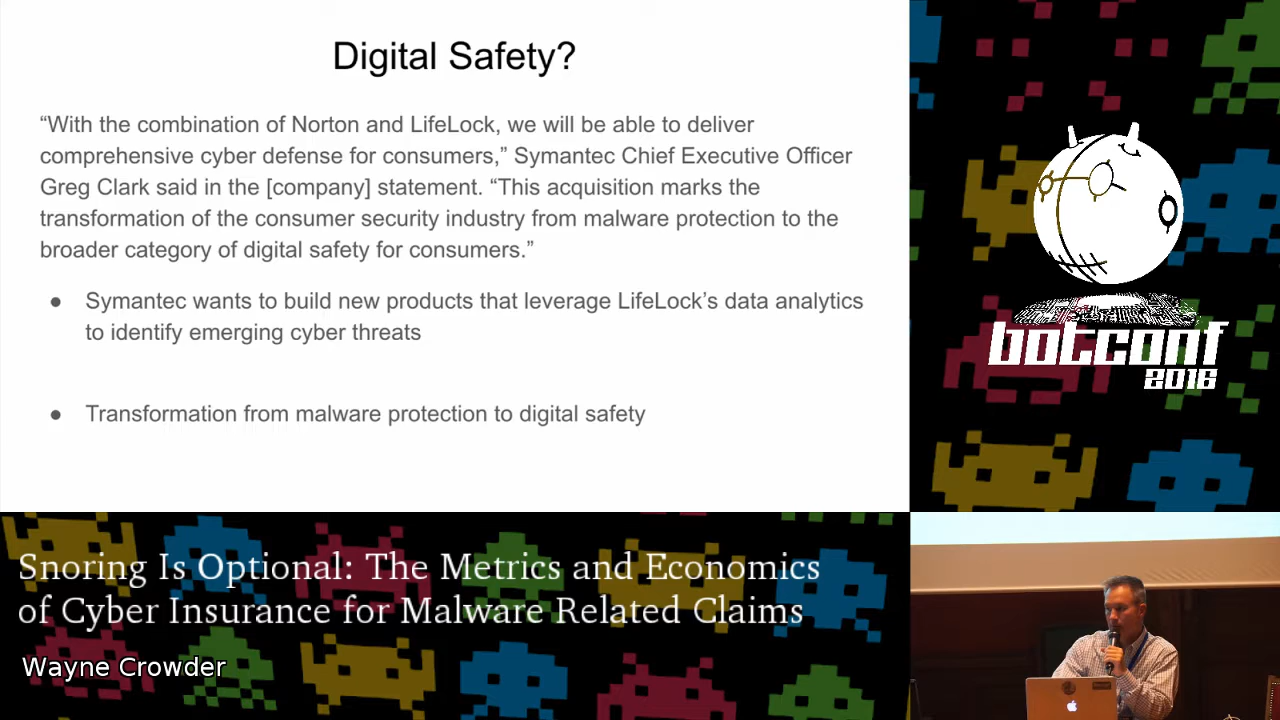 Digital Safety?
“With the combination of Norton and LifeLock, we will be able to deliver
comprehensive cyber defense for consumers,” Symantec Chief Executive Officer
Greg Clark said in the [company] statement. “This acquisition marks the
transformation of the consumer security industry from malware protection to the
broader category of digital safety for consumers.”
● Symantec wants to build new products that leverage LifeLock’s data analytics
to identify emerging cyber threats
● Transformation from malware protection to digital safety
botconf
2016
Snoring Is Optional: The Metrics and Economics
of Cyber Insurance for Malware Related Claims
Wayne Crowder